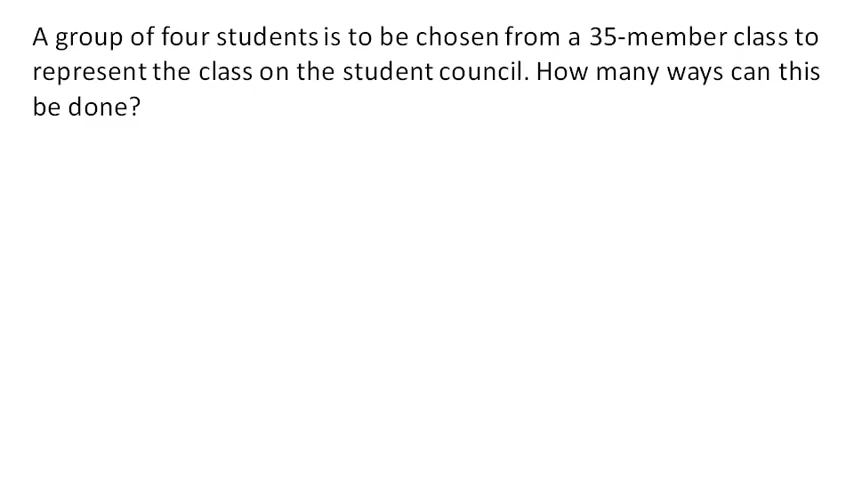 A group of four students is to be chosen from a 35-member class to
represent the class on the student council. How many ways can this
be done?